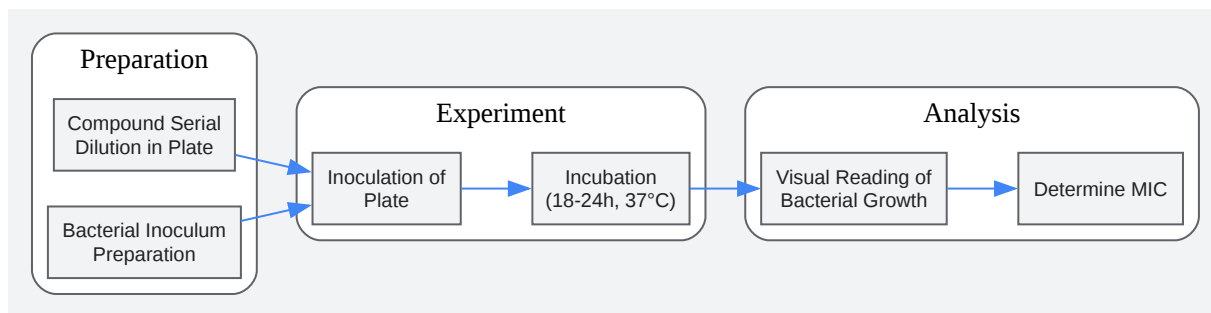 Preparation
Compound Serial
Dilution in Plate
Bacterial Inoculum
Preparation
Experiment
Inoculation of
Plate
Incubation
(18-24h, 37°C)
Analysis
Visual Reading of
Bacterial Growth
Determine MIC